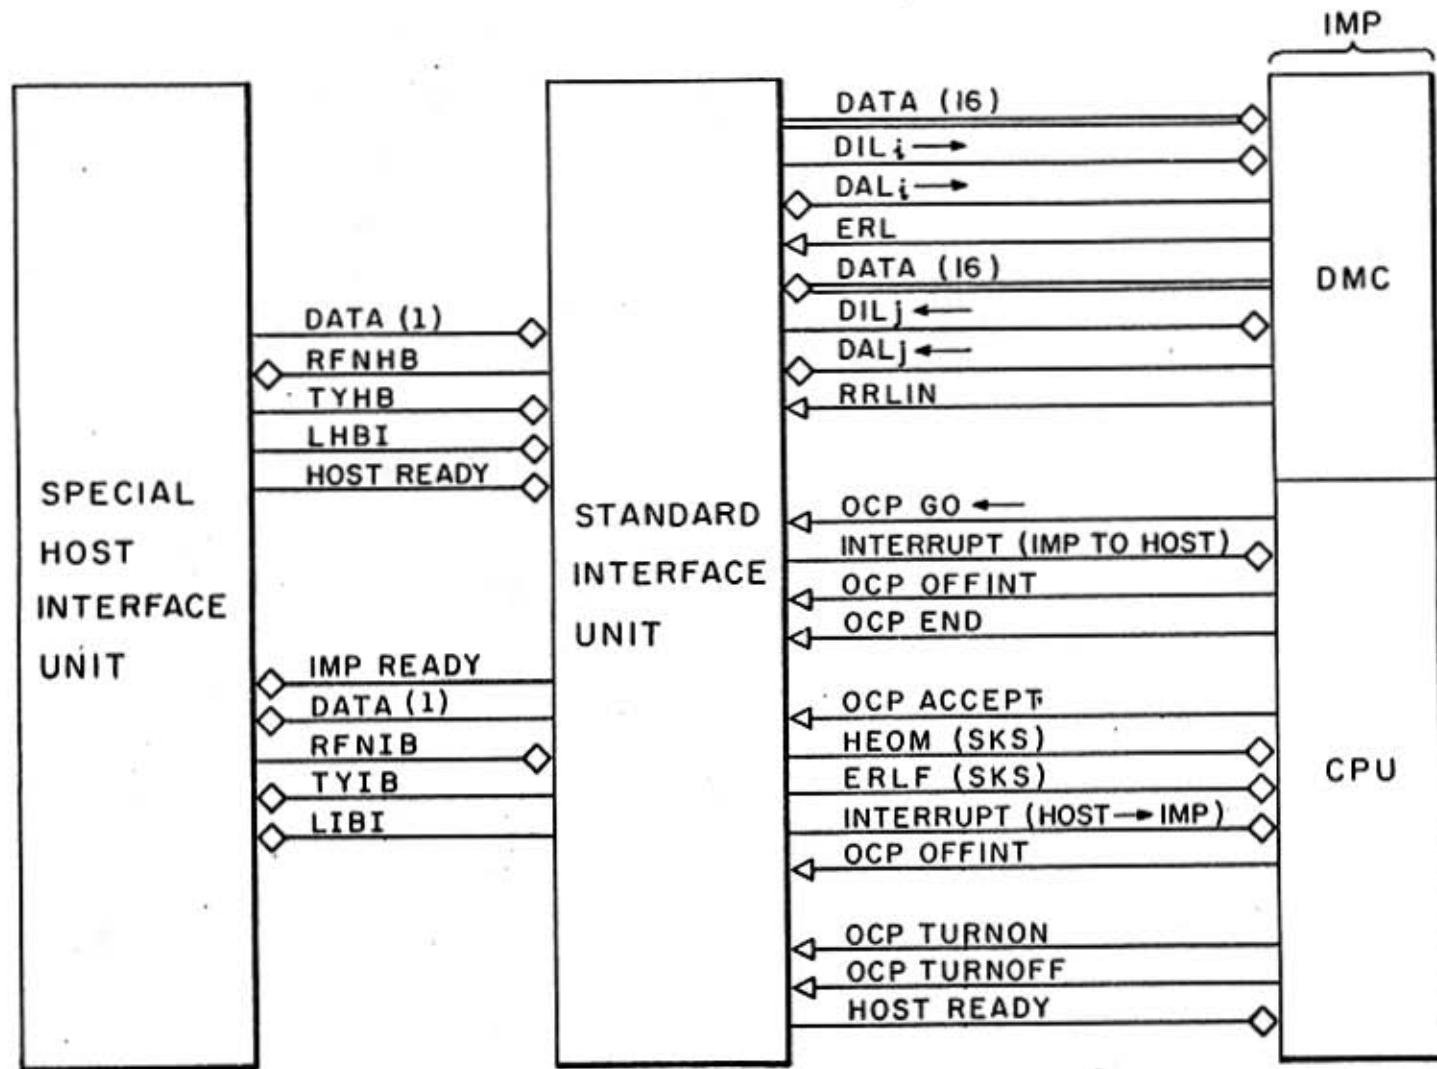 IMP
DATA (16)
DILi →
DALi →
ERL
DATA (16)
DILj ←
DALj ←
RRLIN
DMC
DATA (1)
RFNHB
TYHB
LHBI
HOST READY
SPECIAL
HOST
INTERFACE
UNIT
STANDARD
INTERFACE
UNIT
OCP GO ←
INTERRUPT (IMP TO HOST)
OCP OFFINT
OCP END
IMP READY
DATA (1)
RFNIB
TYIB
LIBI
OCP ACCEPT
HEOM (SKS)
ERLF (SKS)
INTERRUPT (HOST → IMP)
OCP OFFINT
CPU
OCP TURNON
OCP TURNOFF
HOST READY